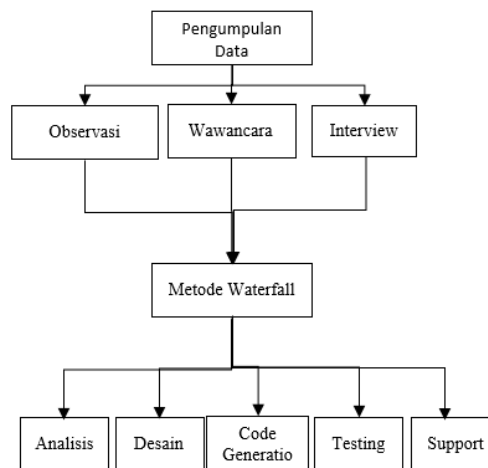 Pengumpulan
Data
Observasi
Wawancara
Interview
Metode Waterfall
Analisis
Desain
Code
Generatio
Testing
Support